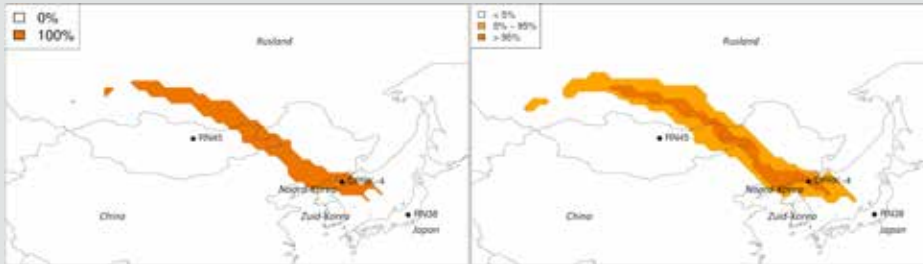 0%
100%
Rusland
RN45
Noord-Korea
China
Zuid-Korea
RN38
Japan
< 5%
5% - 95%
> 95%
Rusland
RN45
Noord-Korea
China
Zuid-Korea
RN38
Japan